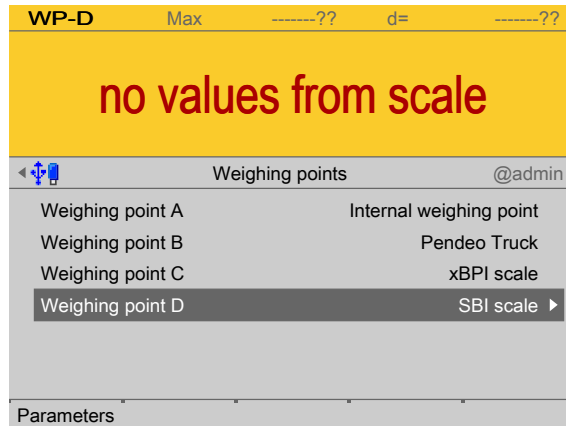 WP-D Max -------?? d= -------??
no values from scale
Weighing points @admin
Weighing point A Internal weighing point
Weighing point B Pendeo Truck
Weighing point C xBPI scale
Weighing point D SBI scale
Parameters